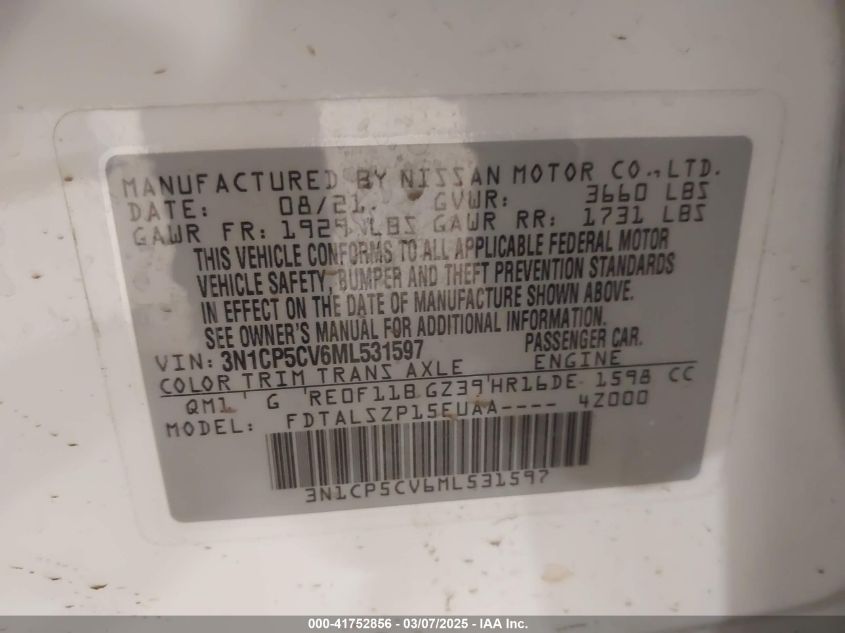 MANUFACTURED BY NISSAN MOTOR CO., LTD.
DATE: 08/21. GVWR: 3660 LBS
GAWR FR: 1929 LBS GAWR RR: 1731 LBS
THIS VEHICLE CONFORMS TO ALL APPLICABLE FEDERAL MOTOR
VEHICLE SAFETY, BUMPER AND THEFT PREVENTION STANDARDS
IN EFFECT ON THE DATE OF MANUFACTURE SHOWN ABOVE.
SEE OWNER'S MANUAL FOR ADDITIONAL INFORMATION.
VIN: 3N1CP5CV6ML531597 PASSENGER CAR.
COLOR TRIM TRANS AXLE ENGINE
QM1 G RE0F11B GZ39 HR16DE 1598 CC
MODEL: FDTALSZP15EUAA---- 4Z000
3N1CP5CV6ML531597
000-41752856 - 03/07/2025 - IAA Inc.